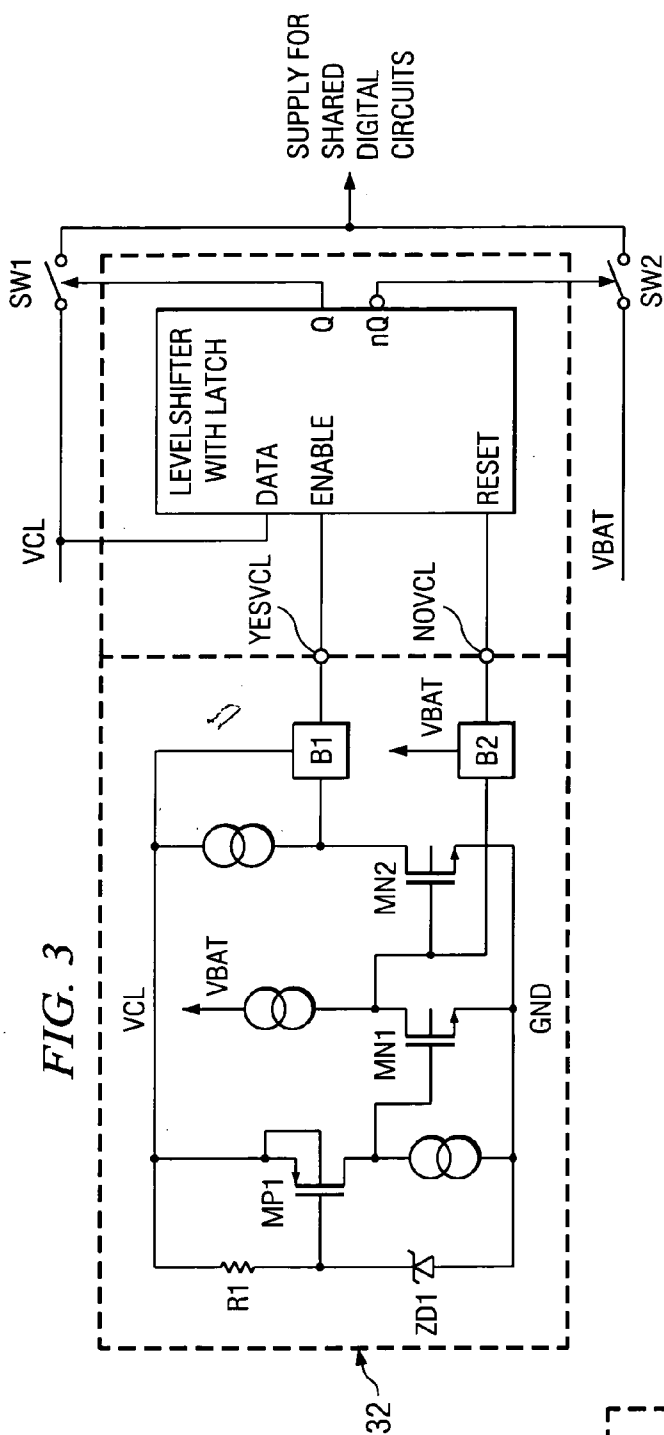 FIG. 3
VCL
VBAT
R1
MP1
ZD1
MN1
MN2
GND
B1
VBAT
B2
YESVCL
NOVCL
32
VCL
LEVELSHIFTER
WITH LATCH
DATA
ENABLE
RESET
Q
nQ
VBAT
SW1
SW2
SUPPLY FOR
SHARED
DIGITAL
CIRCUITS